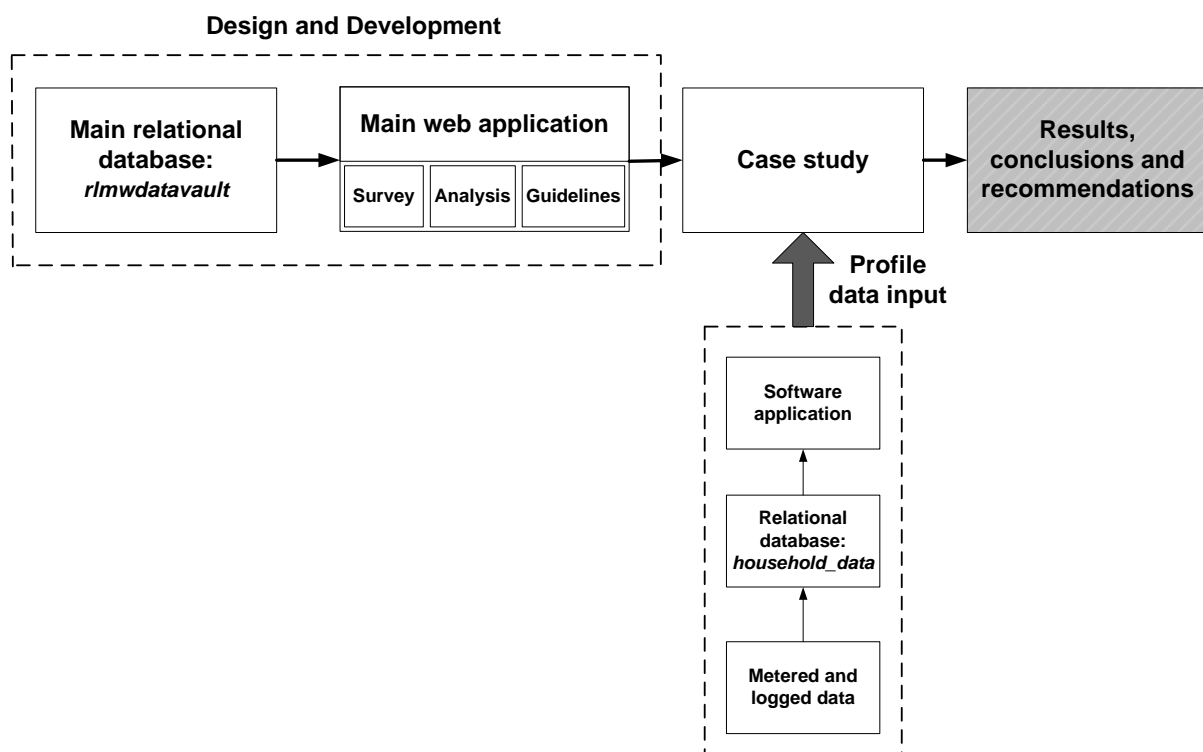 Design and Development
Main relational
database:
rlmwdatavault
Main web application
Survey
Analysis
Guidelines
Case study
Results,
conclusions and
recommendations
Profile
data input
Software
application
Relational
database:
household_data
Metered and
logged data